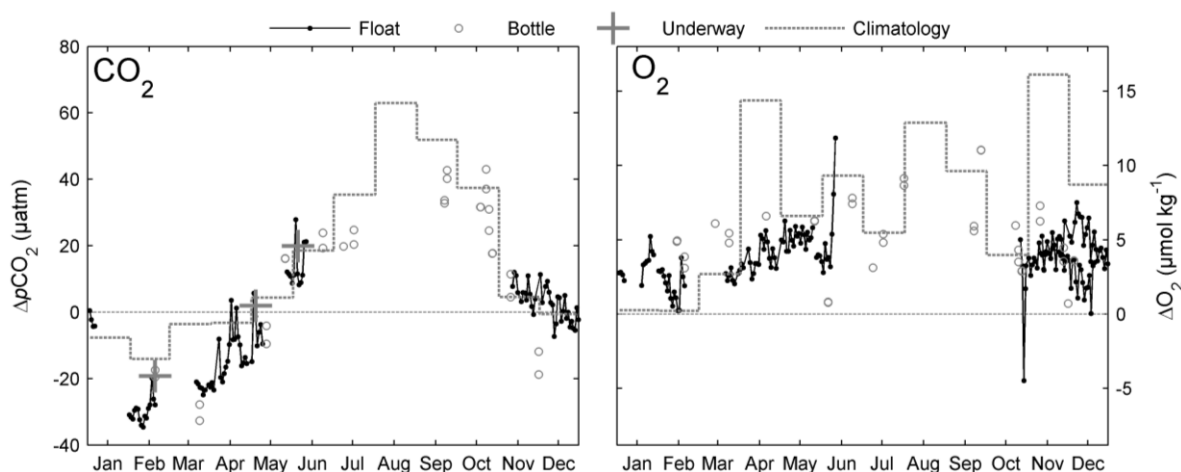 Float Bottle Underway Climatology
CO2
O2
80
60
40
20
0
-20
-40
ΔpCO2 (µatm)
15
10
5
0
-5
ΔO2 (µmol kg-1)
Jan Feb Mar Apr May Jun Jul Aug Sep Oct Nov Dec
Jan Feb Mar Apr May Jun Jul Aug Sep Oct Nov Dec